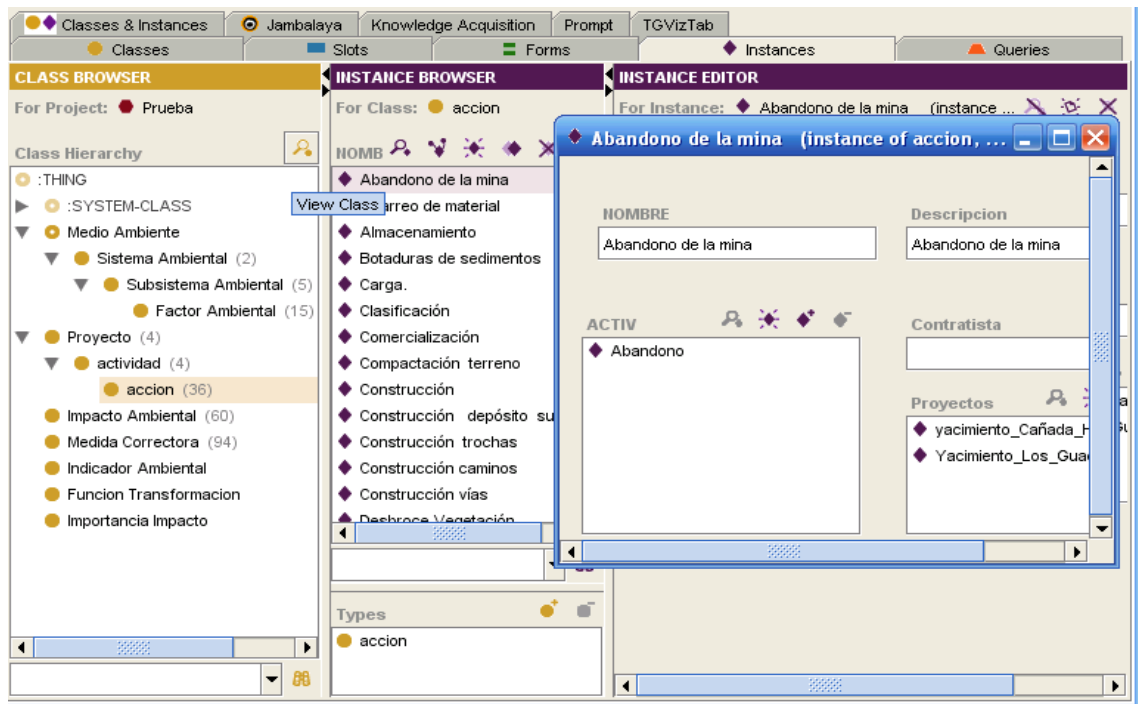 Classes & Instances
Jambalaya
Knowledge Acquisition
Prompt
TGVizTab
Classes
Slots
Forms
Instances
Queries
CLASS BROWSER
For Project: Prueba
Class Hierarchy
:THING
:SYSTEM-CLASS
View Class
Medio Ambiente
Sistema Ambiental (2)
Subsistema Ambiental (5)
Factor Ambiental (15)
Proyecto (4)
actividad (4)
accion (36)
Impacto Ambiental (60)
Medida Correctora (94)
Indicador Ambiental
Funcion Transformacion
Importancia Impacto
INSTANCE BROWSER
For Class: accion
NOMB
Abandono de la mina
arreo de material
Almacenamiento
Botaduras de sedimentos
Carga.
Clasificación
Comercialización
Compactación terreno
Construcción
Construcción depósito su
Construcción trochas
Construcción caminos
Construcción vías
Desbroce Vegetación
Types
accion
INSTANCE EDITOR
For Instance: Abandono de la mina (instance ...
Abandono de la mina (instance of accion, ...
NOMBRE
Abandono de la mina
Descripcion
Abandono de la mina
ACTIV
Abandono
Contratista
Proyectos
yacimiento_Cañada_H
Yacimiento_Los_Gua